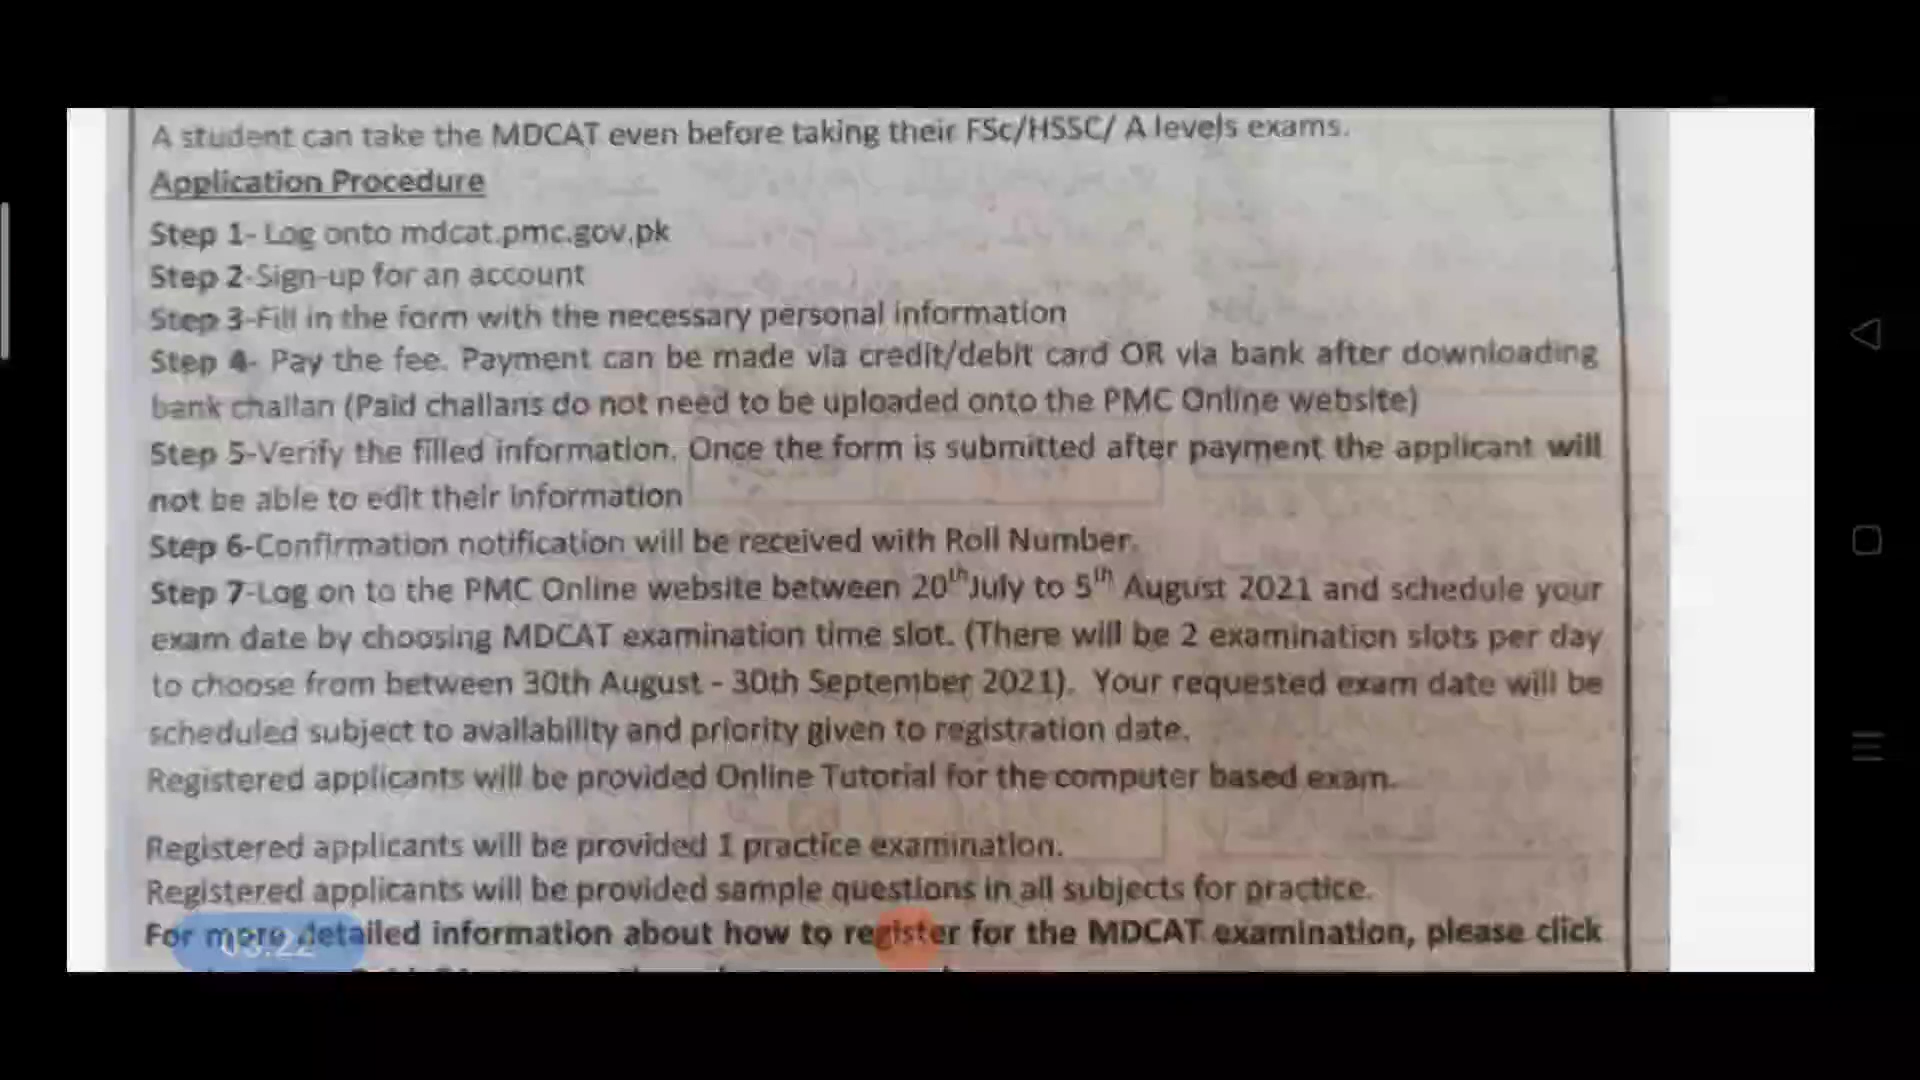 A student can take the MDCAT even before taking their FSc/HSSC/ A levels exams.
Application Procedure
Step 1- Log onto mdcat.pmc.gov.pk
Step 2-Sign-up for an account
Step 3-Fill in the form with the necessary personal information
Step 4- Pay the fee. Payment can be made via credit/debit card OR via bank after downloading
bank challan (Paid challans do not need to be uploaded onto the PMC Online website)
Step 5-Verify the filled information. Once the form is submitted after payment the applicant will
not be able to edit their information
Step 6-Confirmation notification will be received with Roll Number.
Step 7-Log on to the PMC Online website between 20th July to 5th August 2021 and schedule your
exam date by choosing MDCAT examination time slot. (There will be 2 examination slots per day
to choose from between 30th August - 30th September 2021). Your requested exam date will be
scheduled subject to availability and priority given to registration date.
Registered applicants will be provided Online Tutorial for the computer based exam.
Registered applicants will be provided 1 practice examination.
Registered applicants will be provided sample questions in all subjects for practice.
For more detailed information about how to register for the MDCAT examination, please click
03:22